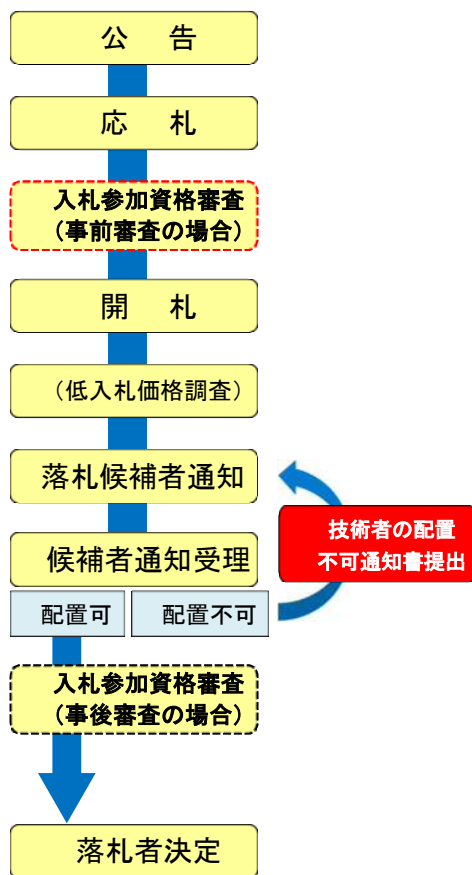 公　告
応　札
入札参加資格審査
（事前審査の場合）
開　札
（低入札価格調査）
落札候補者通知
技術者の配置
不可通知書提出
候補者通知受理
配置可
配置不可
入札参加資格審査
（事後審査の場合）
落札者決定